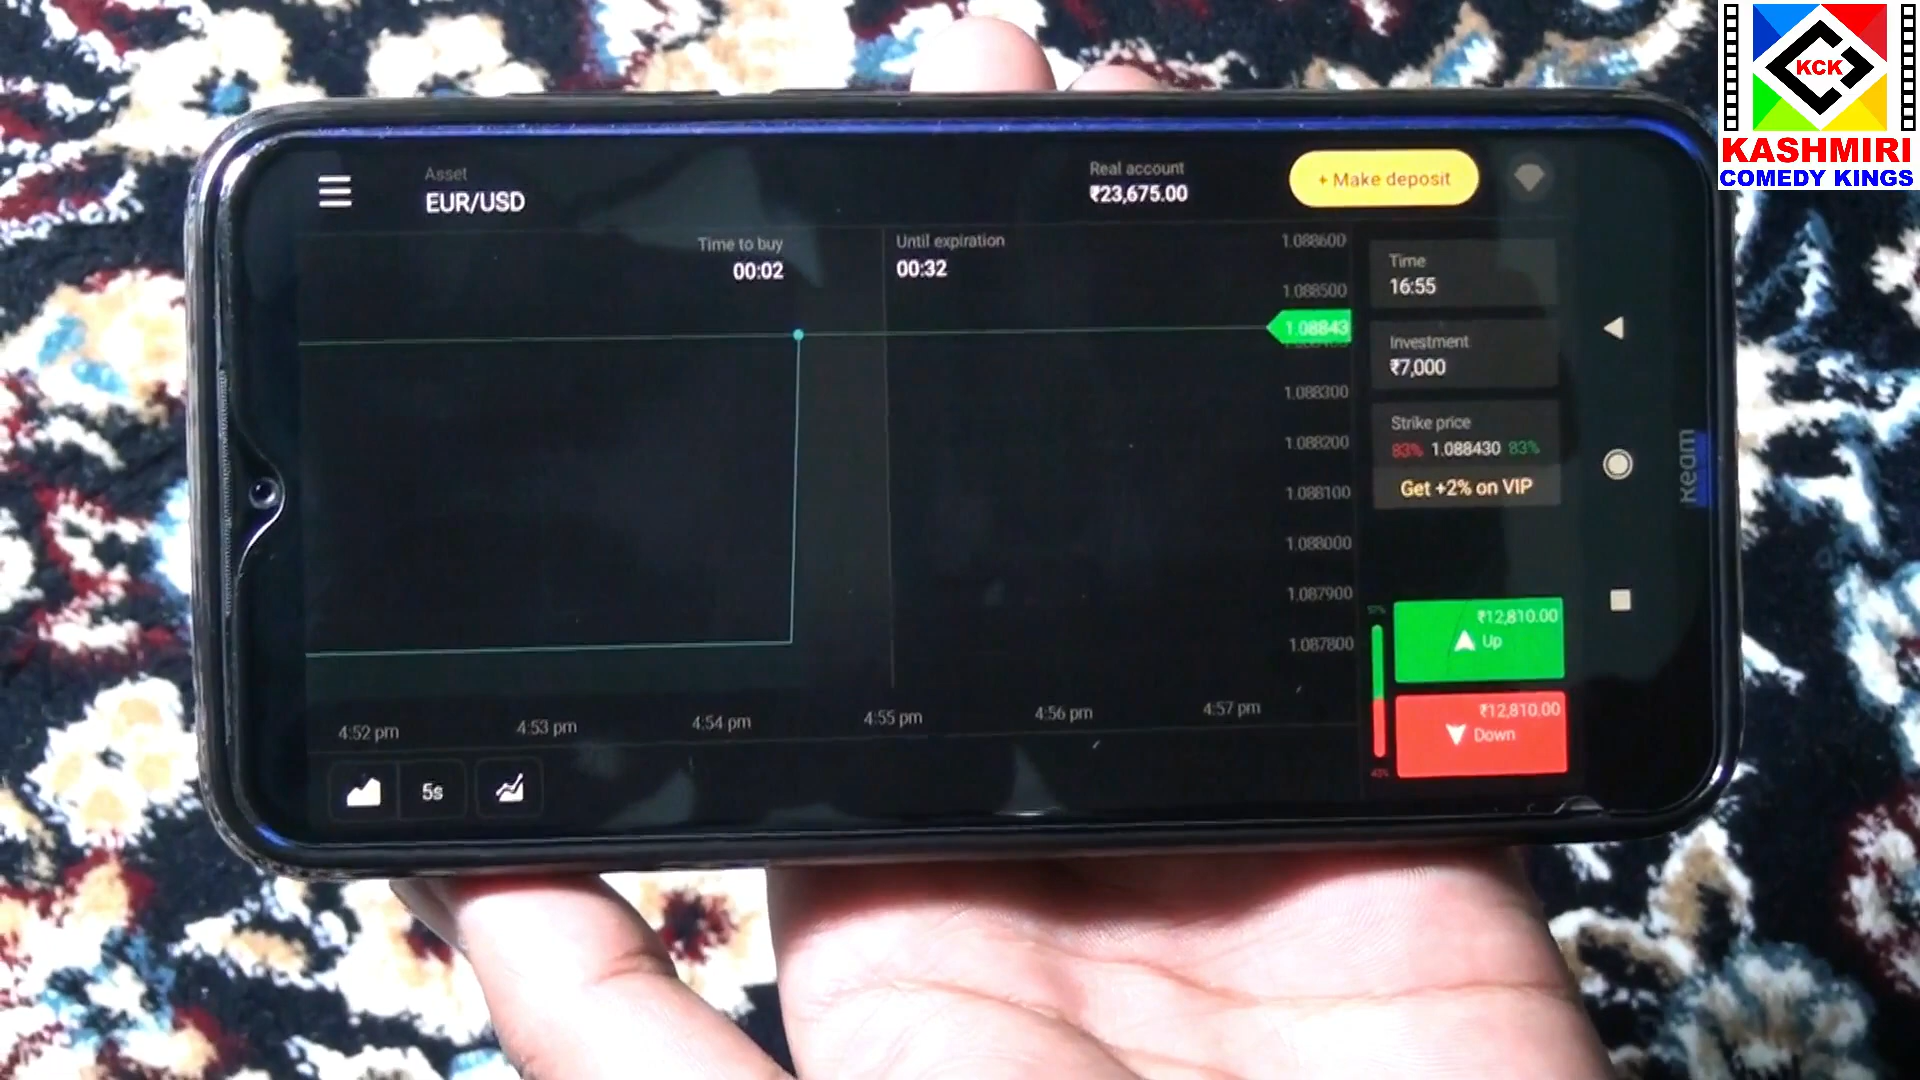 KCK
KASHMIRI
COMEDY KINGS
Asset
EUR/USD
Real account
₹23,675.00
+ Make deposit
Time to buy
00:02
Until expiration
00:32
1.088600
1.088500
1.08843
1.088300
1.088200
1.088100
1.088000
1.087900
1.087800
Time
16:55
Investment
₹7,000
Strike price
83% 1.088430 83%
Get +2% on VIP
57%
₹12,810.00
Up
₹12,810.00
Down
43%
4:52 pm
4:53 pm
4:54 pm
4:55 pm
4:56 pm
4:57 pm
5s